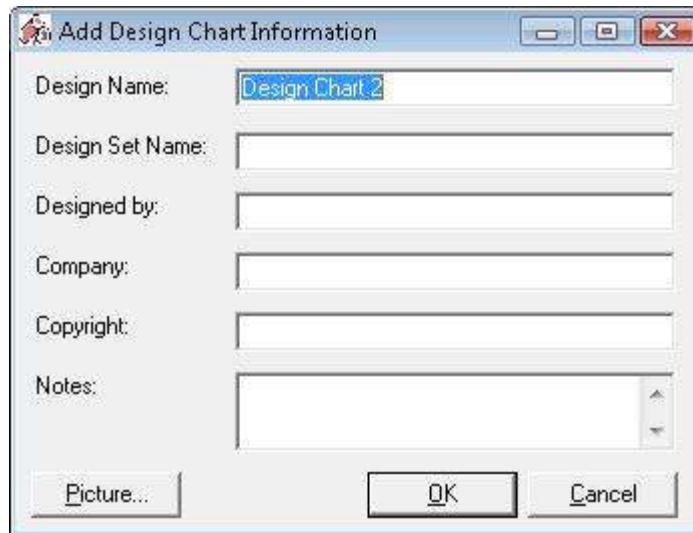 Add Design Chart Information
Design Name: Design Chart 2
Design Set Name:
Designed by:
Company:
Copyright:
Notes:
Picture... OK Cancel